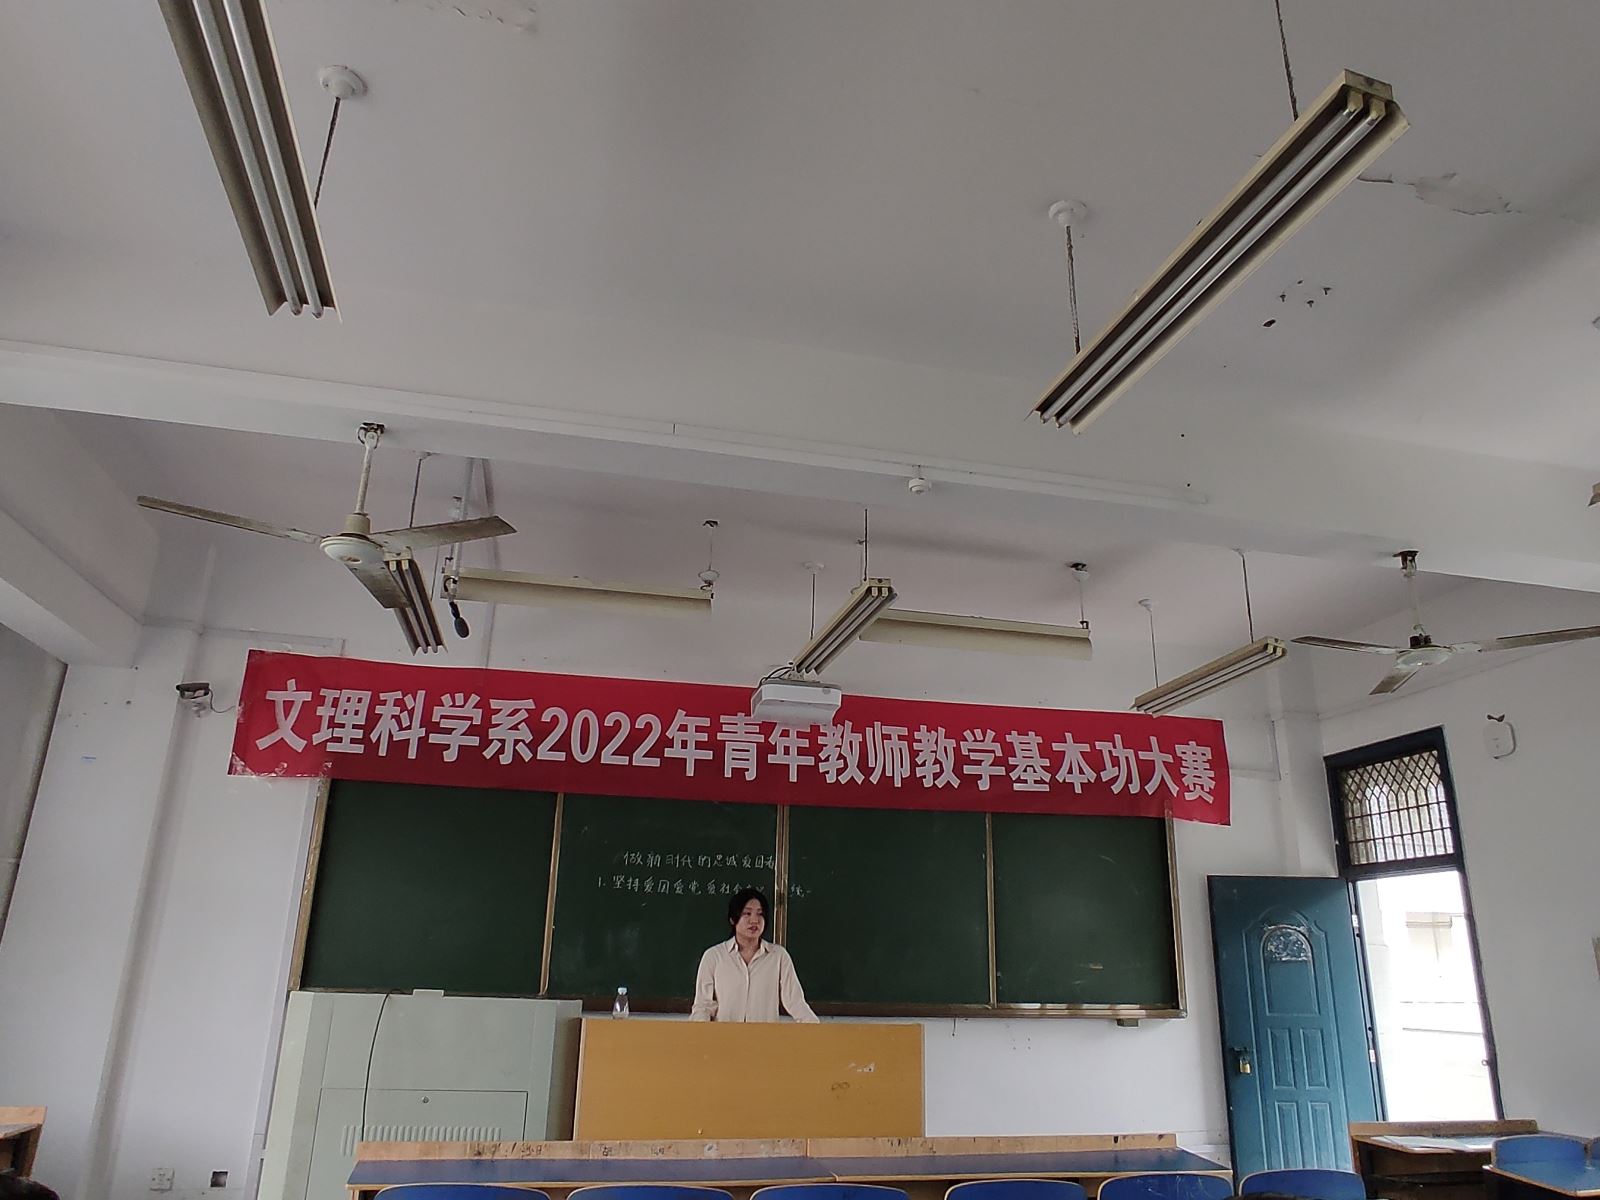 文理科学系2022年青年教师教学基本功大赛
做新时代的忠诚爱国者
1. 坚持爱国爱党爱社会